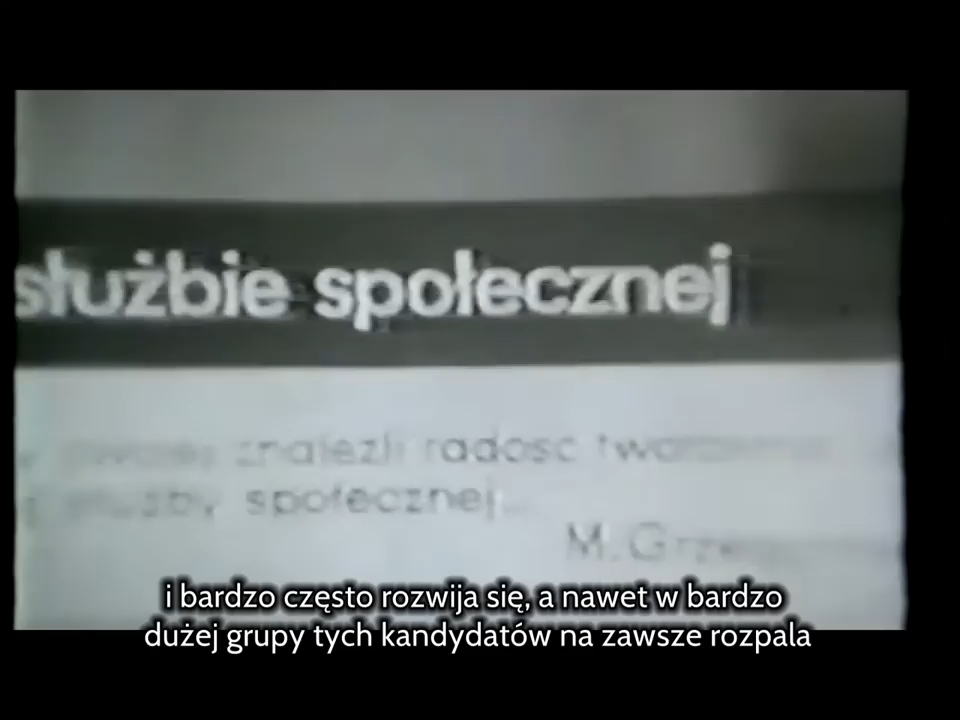 służbie społecznej
znaleźli radość
służby społecznej...
M. Grze
i bardzo często rozwija się, a nawet w bardzo
dużej grupy tych kandydatów na zawsze rozpala